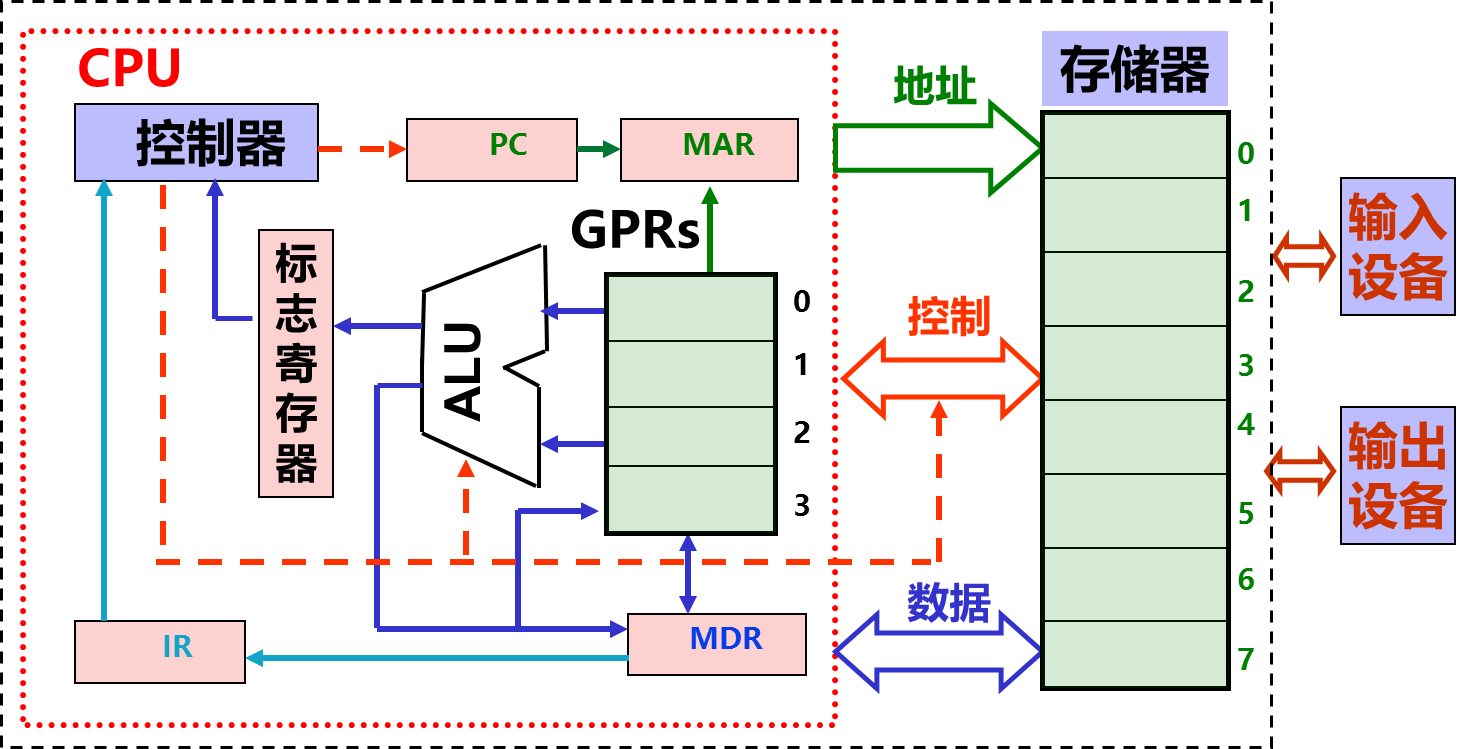 CPU
控制器
PC
MAR
地址
存储器
0
1
2
3
4
5
6
7
输入
设备
输出
设备
GPRs
0
1
2
3
标
志
寄
存
器
ALU
控制
数据
IR
MDR